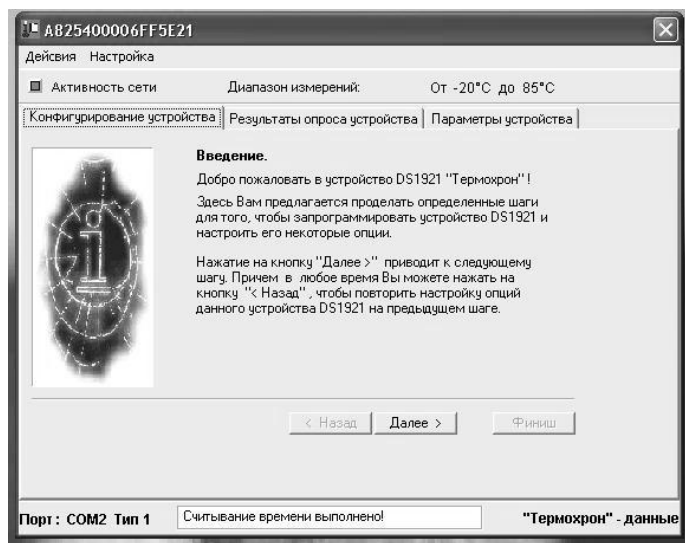 A825400006FF5E21
Дейсвия Настройка
Активность сети Диапазон измерений: От -20°C до 85°C
Конфигурирование устройства Результаты опроса устройства Параметры устройства
Введение.
Добро пожаловать в устройство DS1921 "Термохрон" !
Здесь Вам предлагается проделать определенные шаги
для того, чтобы запрограммировать устройство DS1921 и
настроить его некоторые опции.
Нажатие на кнопку "Далее >" приводит к следующему
шагу. Причем в любое время Вы можете нажать на
кнопку "< Назад" , чтобы повторить настройку опций
данного устройства DS1921 на предыдущем шаге.
< Назад Далее > Финиш
Порт : COM2 Тип 1 Считывание времени выполнено! "Термохрон" - данные